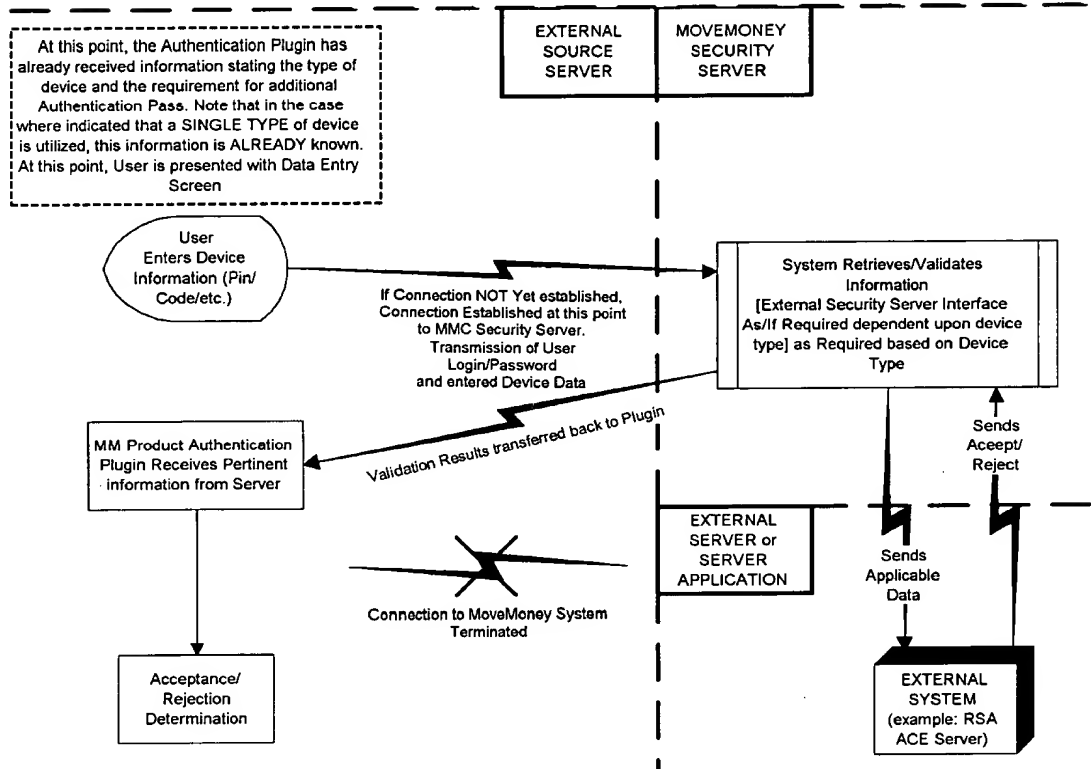 At this point, the Authentication Plugin has
already received information stating the type of
device and the requirement for additional
Authentication Pass. Note that in the case
where indicated that a SINGLE TYPE of device
is utilized, this information is ALREADY known.
At this point, User is presented with Data Entry
Screen
EXTERNAL
SOURCE
SERVER
MOVEMONEY
SECURITY
SERVER
User
Enters Device
Information (Pin/
Code/etc.)
If Connection NOT Yet established,
Connection Established at this point
to MMC Security Server.
Transmission of User
Login/Password
and entered Device Data
System Retrieves/Validates
Information
[External Security Server Interface
As/If Required dependent upon device
type] as Required based on Device
Type
Validation Results transferred back to Plugin
MM Product Authentication
Plugin Receives Pertinent
information from Server
Sends
Aceept/
Reject
EXTERNAL
SERVER or
SERVER
APPLICATION
Sends
Applicable
Data
Connection to MoveMoney System
Terminated
Acceptance/
Rejection
Determination
EXTERNAL
SYSTEM
(example: RSA
ACE Server)